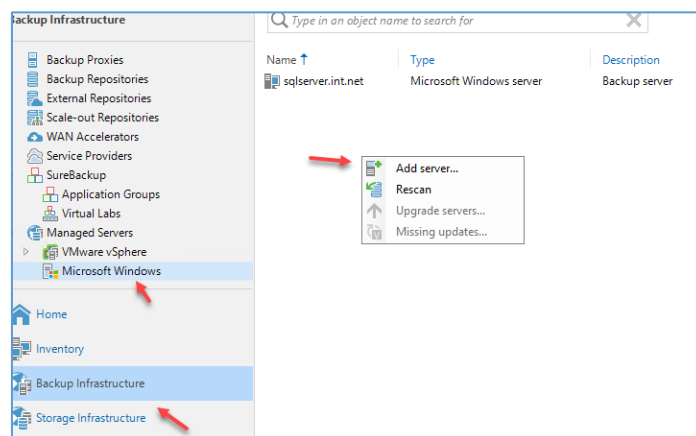 Backup Infrastructure
Type in an object name to search for
Backup Proxies
Backup Repositories
External Repositories
Scale-out Repositories
WAN Accelerators
Service Providers
SureBackup
Application Groups
Virtual Labs
Managed Servers
VMware vSphere
Microsoft Windows
Home
Inventory
Backup Infrastructure
Storage Infrastructure
Name Type Description
sqlserver.int.net Microsoft Windows server Backup server
Add server...
Rescan
Upgrade servers...
Missing updates...